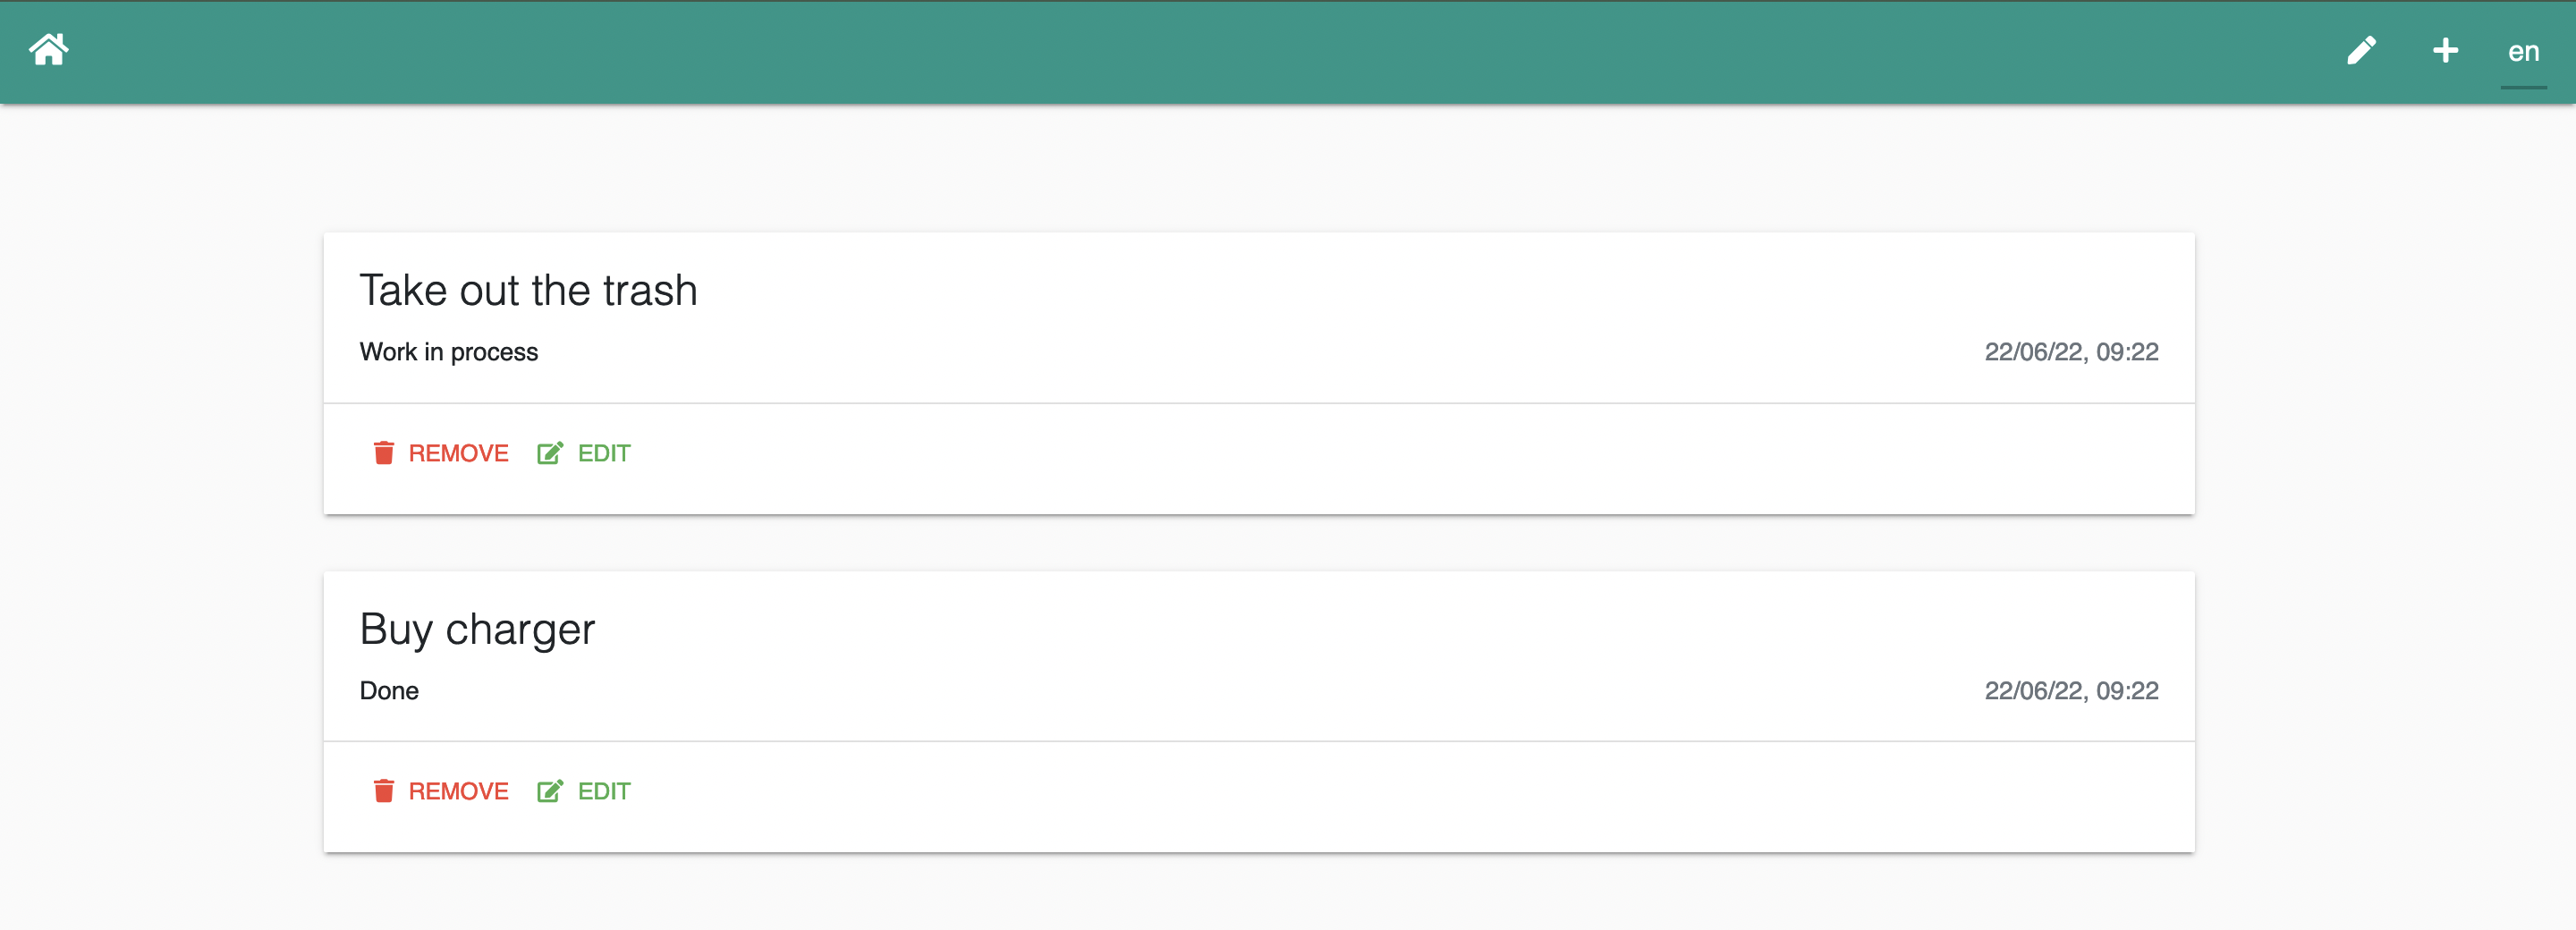 en
Take out the trash
Work in process 22/06/22, 09:22
REMOVE EDIT
Buy charger
Done 22/06/22, 09:22
REMOVE EDIT